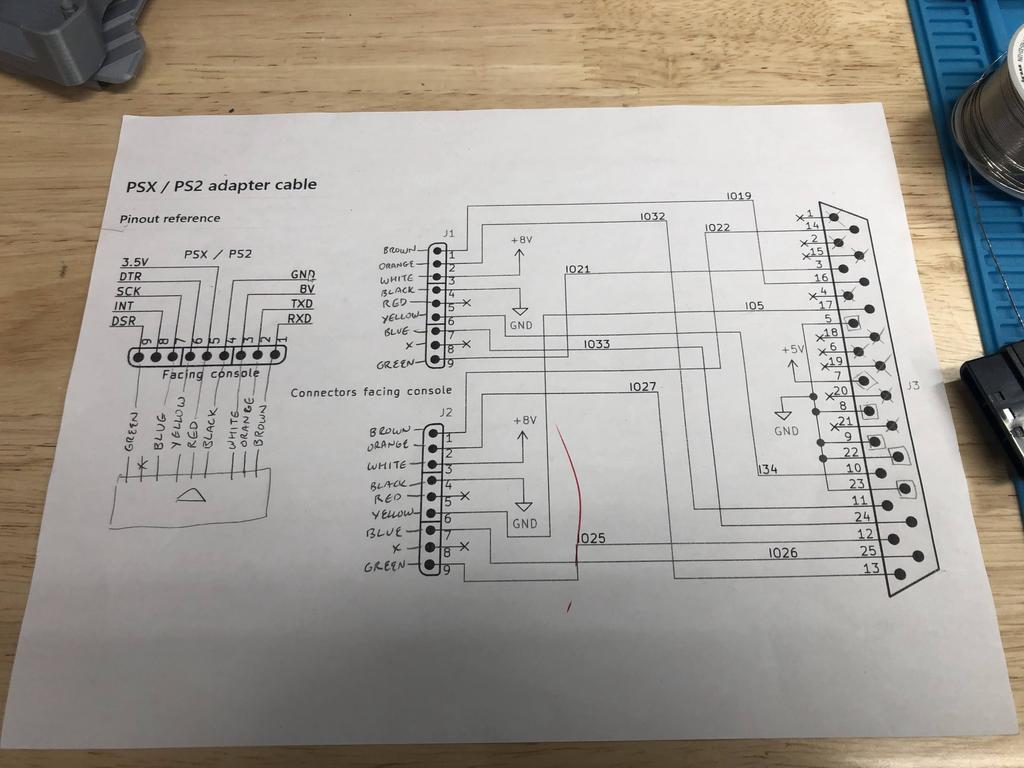 PSX / PS2 adapter cable
Pinout reference
PSX / PS2
3.5V
DTR
SCK
INT
DSR
GND
8V
TXD
RXD
9 8 7 6 5 4 3 2 1
Facing console
GREEN
X
BLUE
YELLOW
RED
BLACK
WHITE
ORANGE
BROWN
J1
BROWN 1
ORANGE 2
WHITE 3
BLACK 4
RED 5 X
YELLOW 6
BLUE 7
X 8 X
GREEN 9
+8V
GND
Connectors facing console
J2
BROWN 1
ORANGE 2
WHITE 3
BLACK 4
RED 5 X
YELLOW 6
BLUE 7
X 8 X
GREEN 9
+8V
GND
IO19
IO32
IO22
IO21
IO5
IO33
IO27
I34
IO25
IO26
+5V
GND
J3
X 1
14
X 2
X 15
3
16
X 4
17
5
X 18
X 6
X 19
7
X 20
8
X 21
9
22
10
23
11
24
12
25
13